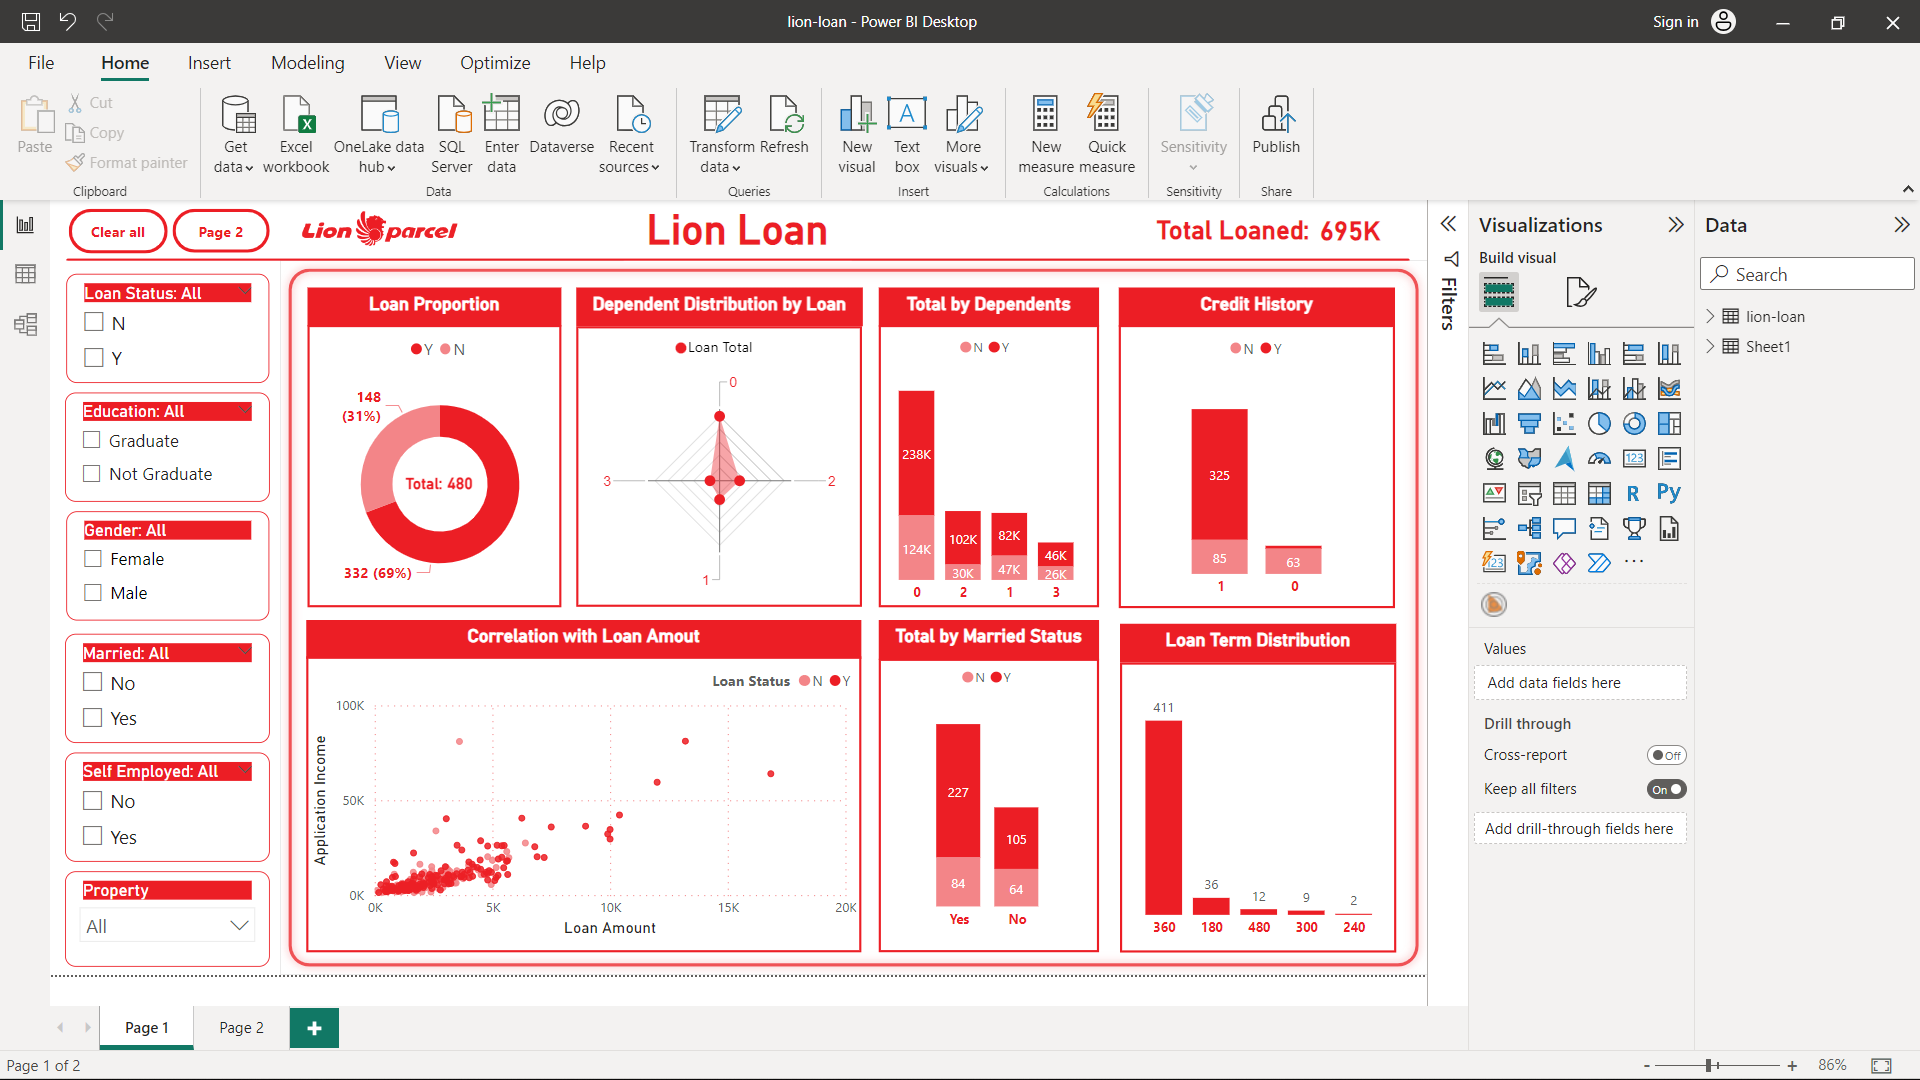 lion-loan - Power BI Desktop
Sign in
File Home Insert Modeling View Optimize Help
Paste
Cut
Copy
Format painter
Clipboard
Get data
Excel workbook
OneLake data hub
SQL Server
Enter data
Dataverse
Recent sources
Data
Transform data
Refresh
Queries
New visual
Text box
More visuals
Insert
New measure
Quick measure
Calculations
Sensitivity
Sensitivity
Publish
Share
Clear all
Page 2
Lion parcel
Lion Loan
Total Loaned: 695K
Loan Status: All
N
Y
Education: All
Graduate
Not Graduate
Gender: All
Female
Male
Married: All
No
Yes
Self Employed: All
No
Yes
Property
All
Loan Proportion
Y N
148
(31%)
Total: 480
332 (69%)
Dependent Distribution by Loan
Loan Total
0
3
2
1
Total by Dependents
N Y
238K
124K
102K
30K
82K
47K
46K
26K
0 2 1 3
Credit History
N Y
325
85
63
1 0
Correlation with Loan Amout
Loan Status N Y
Application Income
100K
50K
0K
0K 5K 10K 15K 20K
Loan Amount
Total by Married Status
N Y
227
84
105
64
Yes No
Loan Term Distribution
411
36
12
9
2
360 180 480 300 240
Filters
Visualizations
Build visual
123
R
Py
123
...
Values
Add data fields here
Drill through
Cross-report
Off
Keep all filters
On
Add drill-through fields here
Data
Search
lion-loan
Sheet1
Page 1
Page 2
+
Page 1 of 2
- + 86%